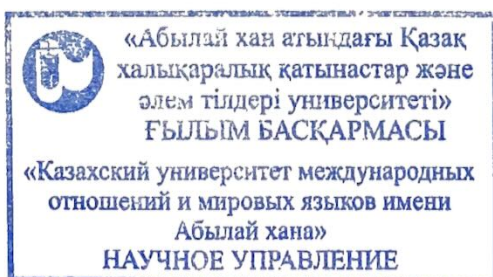 «Абылай хан атындағы Қазақ
халықаралық қатынастар және
әлем тілдері университеті»
ҒЫЛЫМ БАСҚАРМАСЫ
«Казахский университет международных
отношений и мировых языков имени
Абылай хана»
НАУЧНОЕ УПРАВЛЕНИЕ